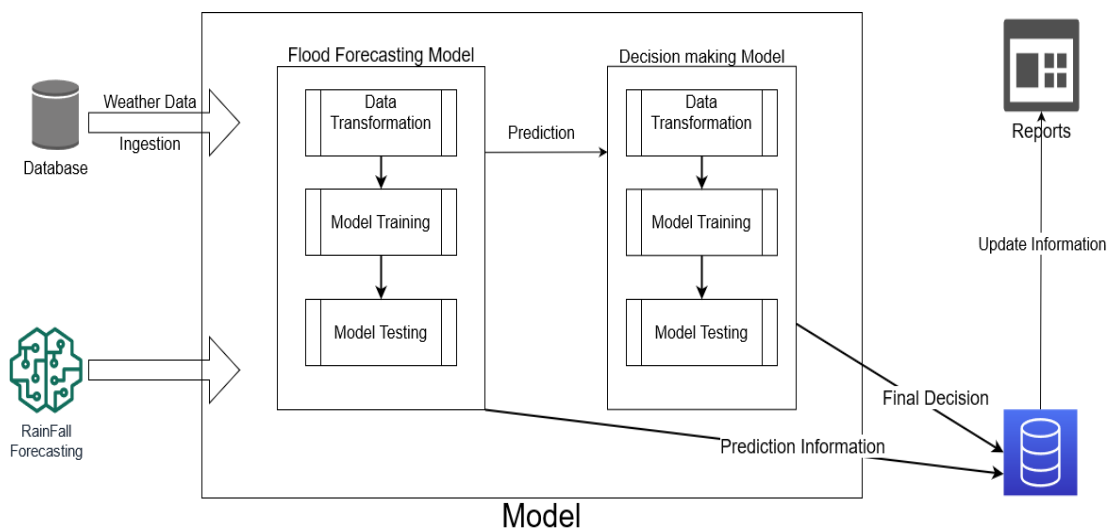 Flood Forecasting Model
Decision making Model
Weather Data
Ingestion
Database
Data
Transformation
Model Training
Model Testing
Prediction
Data
Transformation
Model Training
Model Testing
Reports
Update Information
RainFall
Forecasting
Final Decision
Prediction Information
Model